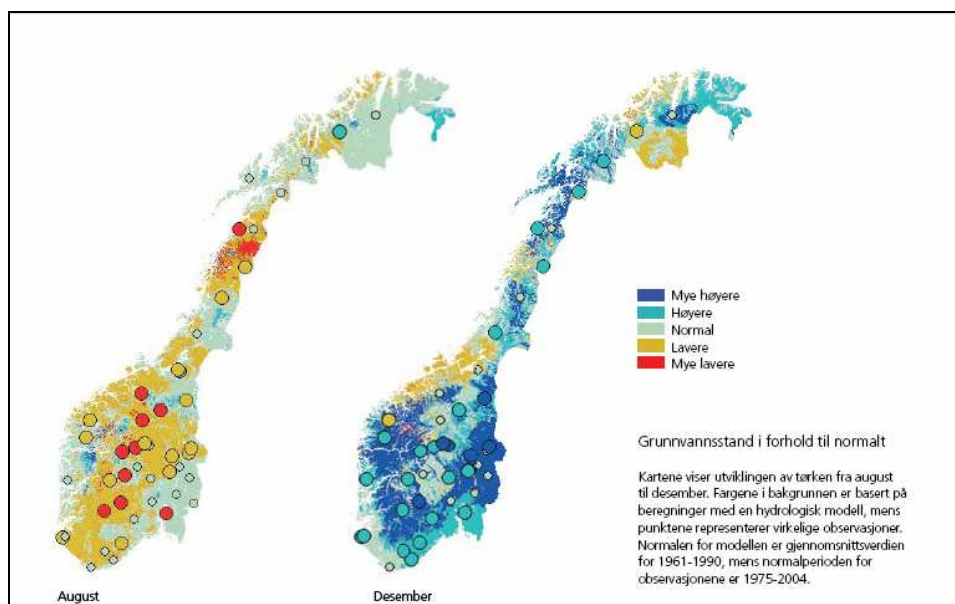 Mye høyere
Høyere
Normal
Lavere
Mye lavere
Grunnvannsstand i forhold til normalt
Kartene viser utviklingen av tørken fra august
til desember. Fargene i bakgrunnen er basert på
beregninger med en hydrologisk modell, mens
punktene representerer virkelige observasjoner.
Normalen for modellen er gjennomsnittsverdien
for 1961-1990, mens normalperioden for
observasjonene er 1975-2004.
August
Desember